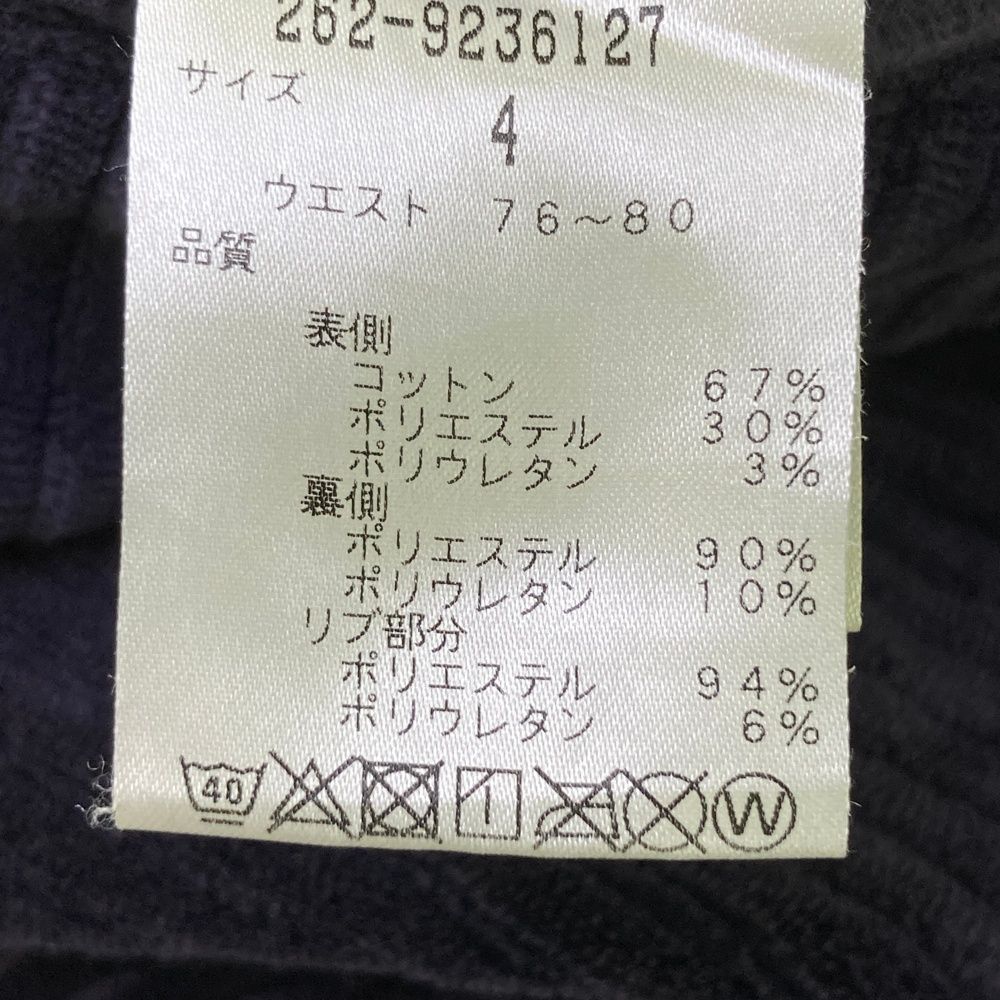 262-9236127
サイズ
4
ウエスト 76～80
品質
表側
コットン 67%
ポリエステル 30%
ポリウレタン 3%
裏側
ポリエステル 90%
ポリウレタン 10%
リブ部分
ポリエステル 94%
ポリウレタン 6%
40 W